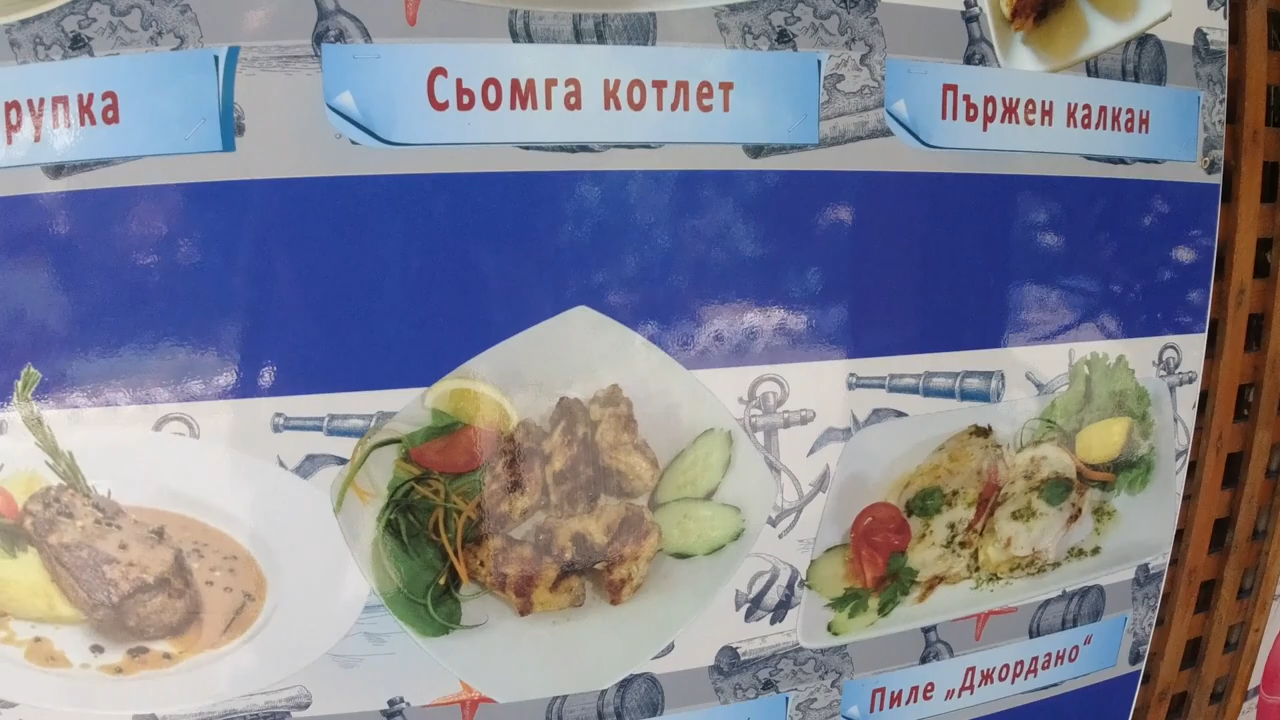 рупка
Сьомга котлет
Пържен калкан
Пиле „Джордано“